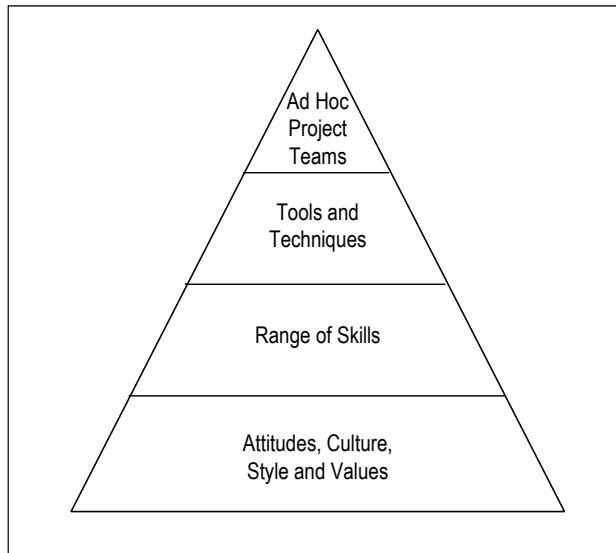 Ad Hoc
Project
Teams
Tools and
Techniques
Range of Skills
Attitudes, Culture,
Style and Values